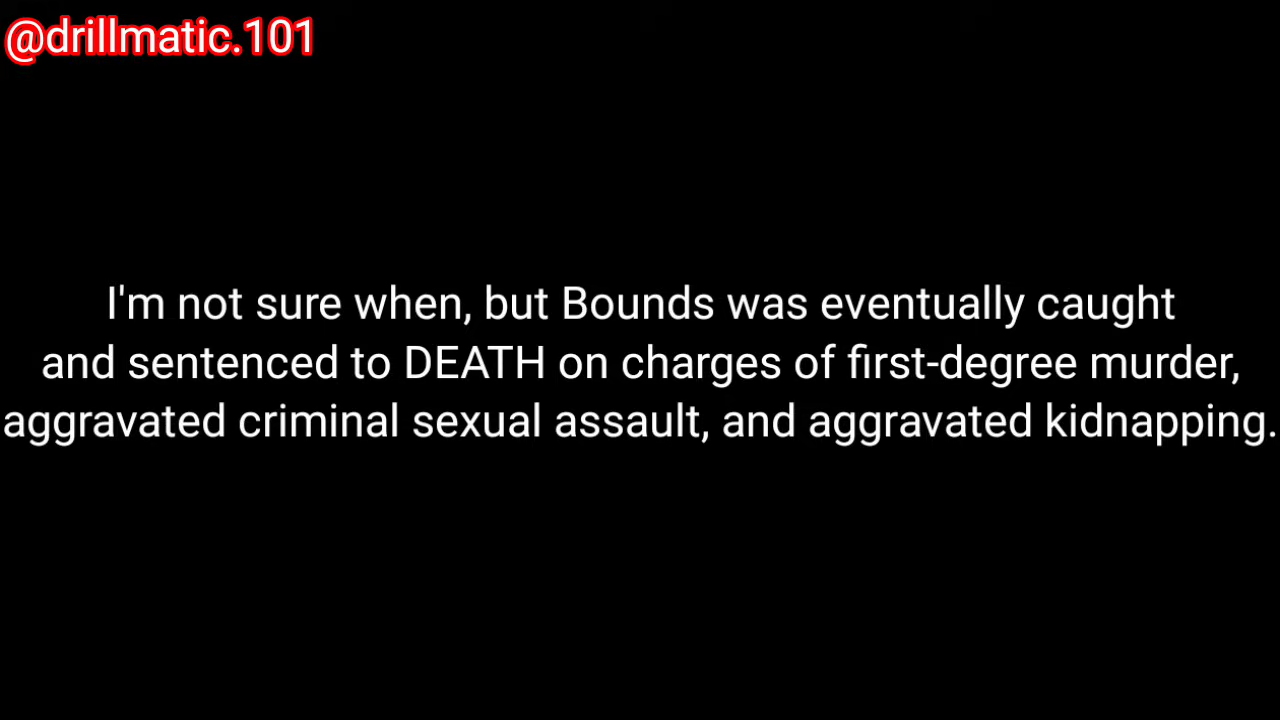 @drillmatic.101
I'm not sure when, but Bounds was eventually caught
and sentenced to DEATH on charges of first-degree murder,
aggravated criminal sexual assault, and aggravated kidnapping.